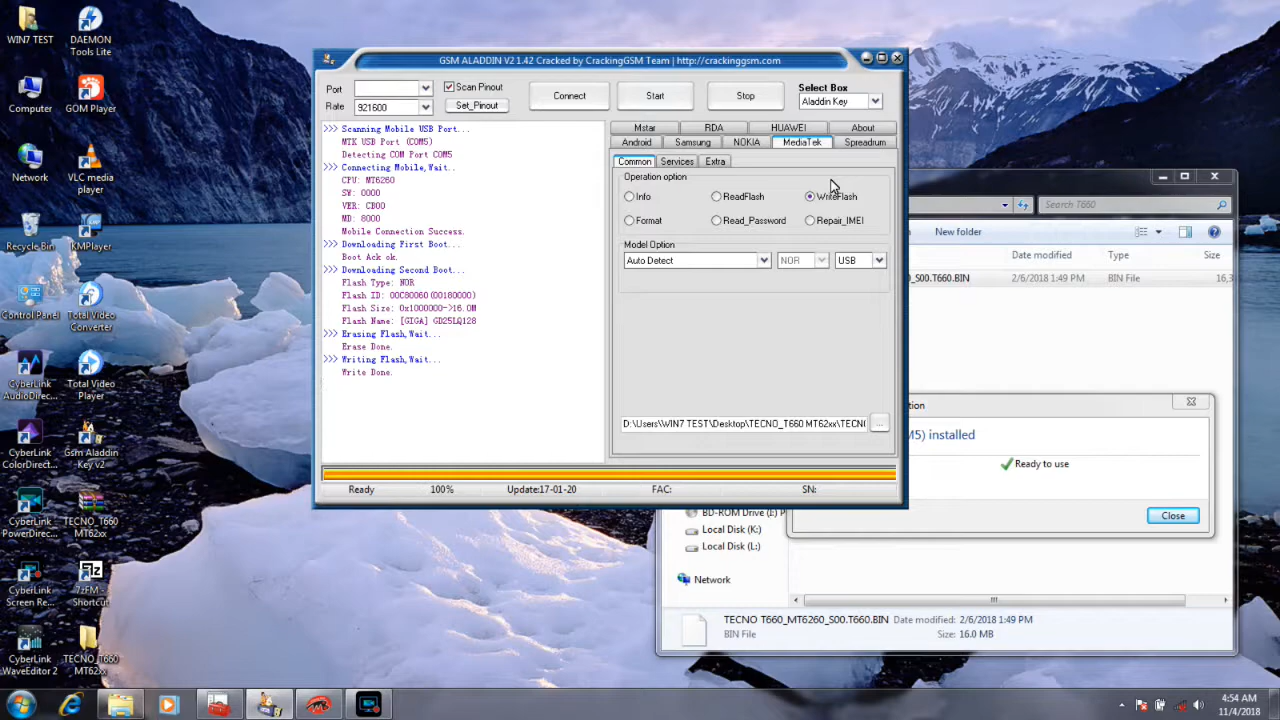 WIN7 TEST
DAEMON
Tools Lite
Computer
GOM Player
Network
VLC media
player
Recycle Bin
KMPlayer
Control Panel
Total Video
Converter
CyberLink
AudioDirec...
Total Video
Player
CyberLink
ColorDirect...
Gsm Aladdin
Key v2
CyberLink
PowerDirec...
TECNO_T660
MT62xx
CyberLink
Screen Re...
7zFM -
Shortcut
CyberLink
WaveEditor 2
TECNO_T660
MT62xx
GSM ALADDIN V2 1.42 Cracked by CrackingGSM Team | http://crackinggsm.com
Port
Scan Pinout
Rate
921600
Set_Pinout
Connect
Start
Stop
Select Box
Aladdin Key
>>> Scanning Mobile USB Port...
MTK USB Port (COM5)
Detecting COM Port COM5
>>> Connecting Mobile,Wait..
CPU: MT6260
SW: 0000
VER: CB00
MD: 8000
Mobile Connection Success.
>>> Downloading First Boot...
Boot Ack ok.
>>> Downloading Second Boot...
Flash Type: NOR
Flash ID: 00C80060(00180000)
Flash Size: 0x1000000->16.0M
Flash Name: [GIGA] GD25LQ128
>>> Erasing Flash,Wait...
Erase Done.
>>> Writing Flash,Wait...
Write Done.
Mstar
RDA
HUAWEI
About
Android
Samsung
NOKIA
MediaTek
Spreadrum
Common
Services
Extra
Operation option
Info
ReadFlash
WriteFlash
Format
Read_Password
Repair_IMEI
Model Option
Auto Detect
NOR
USB
D:\Users\WIN7 TEST\Desktop\TECNO_T660 MT62xx\TECN
...
Ready
100%
Update:17-01-20
FAC:
SN:
Search T660
New folder
Date modified
Type
Size
_S00.T660.BIN
2/6/2018 1:49 PM
BIN File
16,3
tion
M5) installed
Ready to use
Close
BD-ROM Drive (I:) P
Local Disk (K:)
Local Disk (L:)
Network
TECNO T660_MT6260_S00.T660.BIN
Date modified: 2/6/2018 1:49 PM
BIN File
Size: 16.0 MB
4:54 AM
11/4/2018